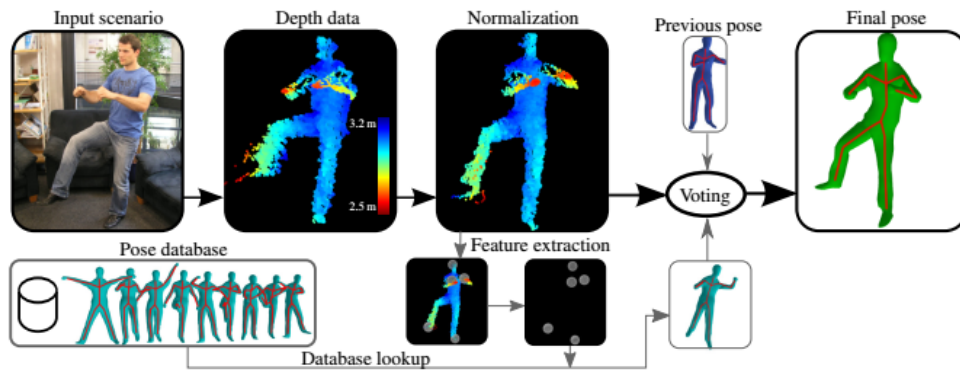 Input scenario
Depth data
Normalization
Previous pose
Final pose
3.2 m
2.5 m
Voting
Pose database
Feature extraction
Database lookup